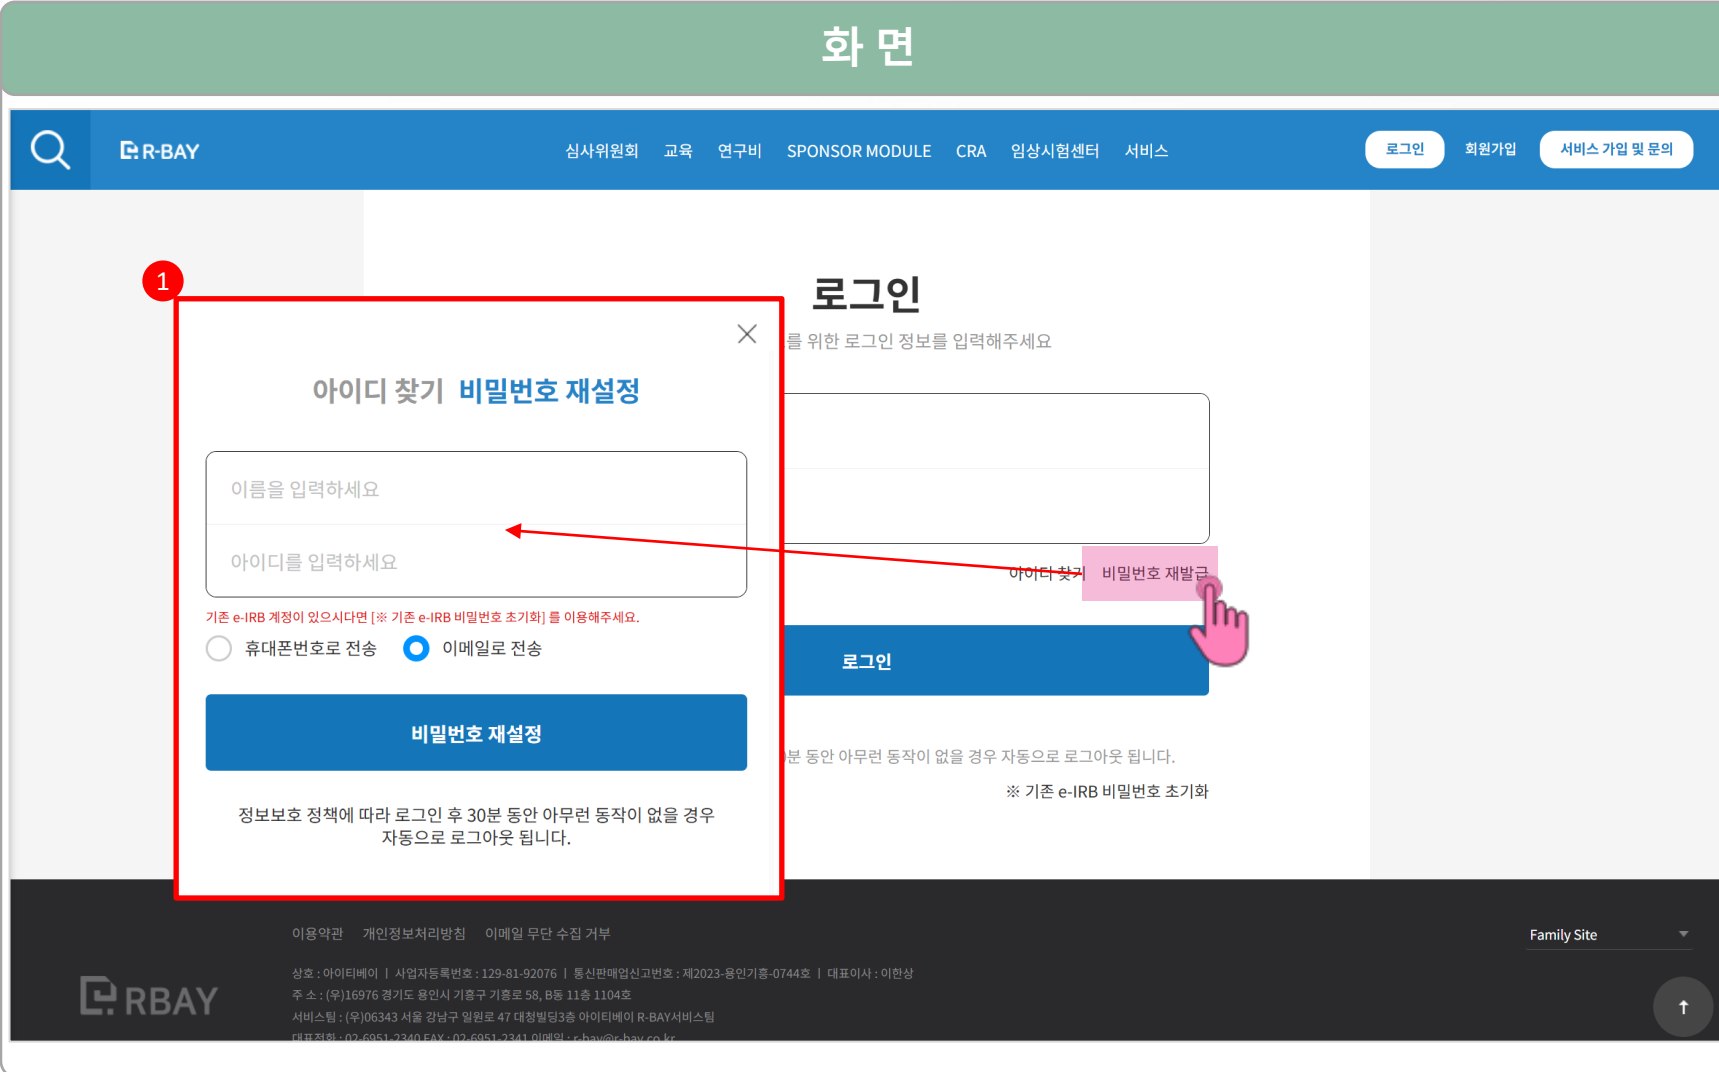 화 면
R-BAY
심사위원회 교육 연구비 SPONSOR MODULE CRA 임상시험센터 서비스
로그인 회원가입 서비스 가입 및 문의
1
로그인
를 위한 로그인 정보를 입력해주세요
아이디 찾기 비밀번호 재설정
이름을 입력하세요
아이디를 입력하세요
기존 e-IRB 계정이 있으시다면 [※ 기존 e-IRB 비밀번호 초기화] 를 이용해주세요.
휴대폰번호로 전송 이메일로 전송
비밀번호 재설정
정보보호 정책에 따라 로그인 후 30분 동안 아무런 동작이 없을 경우
자동으로 로그아웃 됩니다.
아이디 찾기 비밀번호 재발급
로그인
분 동안 아무런 동작이 없을 경우 자동으로 로그아웃 됩니다.
※ 기존 e-IRB 비밀번호 초기화
이용약관 개인정보처리방침 이메일 무단 수집 거부
Family Site
RBAY
상호 : 아이티베이 | 사업자등록번호 : 129-81-92076 | 통신판매업신고번호 : 제2023-용인기흥-0744호 | 대표이사 : 이한상
주 소 : (우)16976 경기도 용인시 기흥구 기흥로 58, B동 11층 1104호
서비스팀 : (우)06343 서울 강남구 일원로 47 대청빌딩3층 아이티베이 R-BAY서비스팀
대표전화 : 02-6951-2340 FAX : 02-6951-2341 이메일 : r-bay@r-bay.co.kr